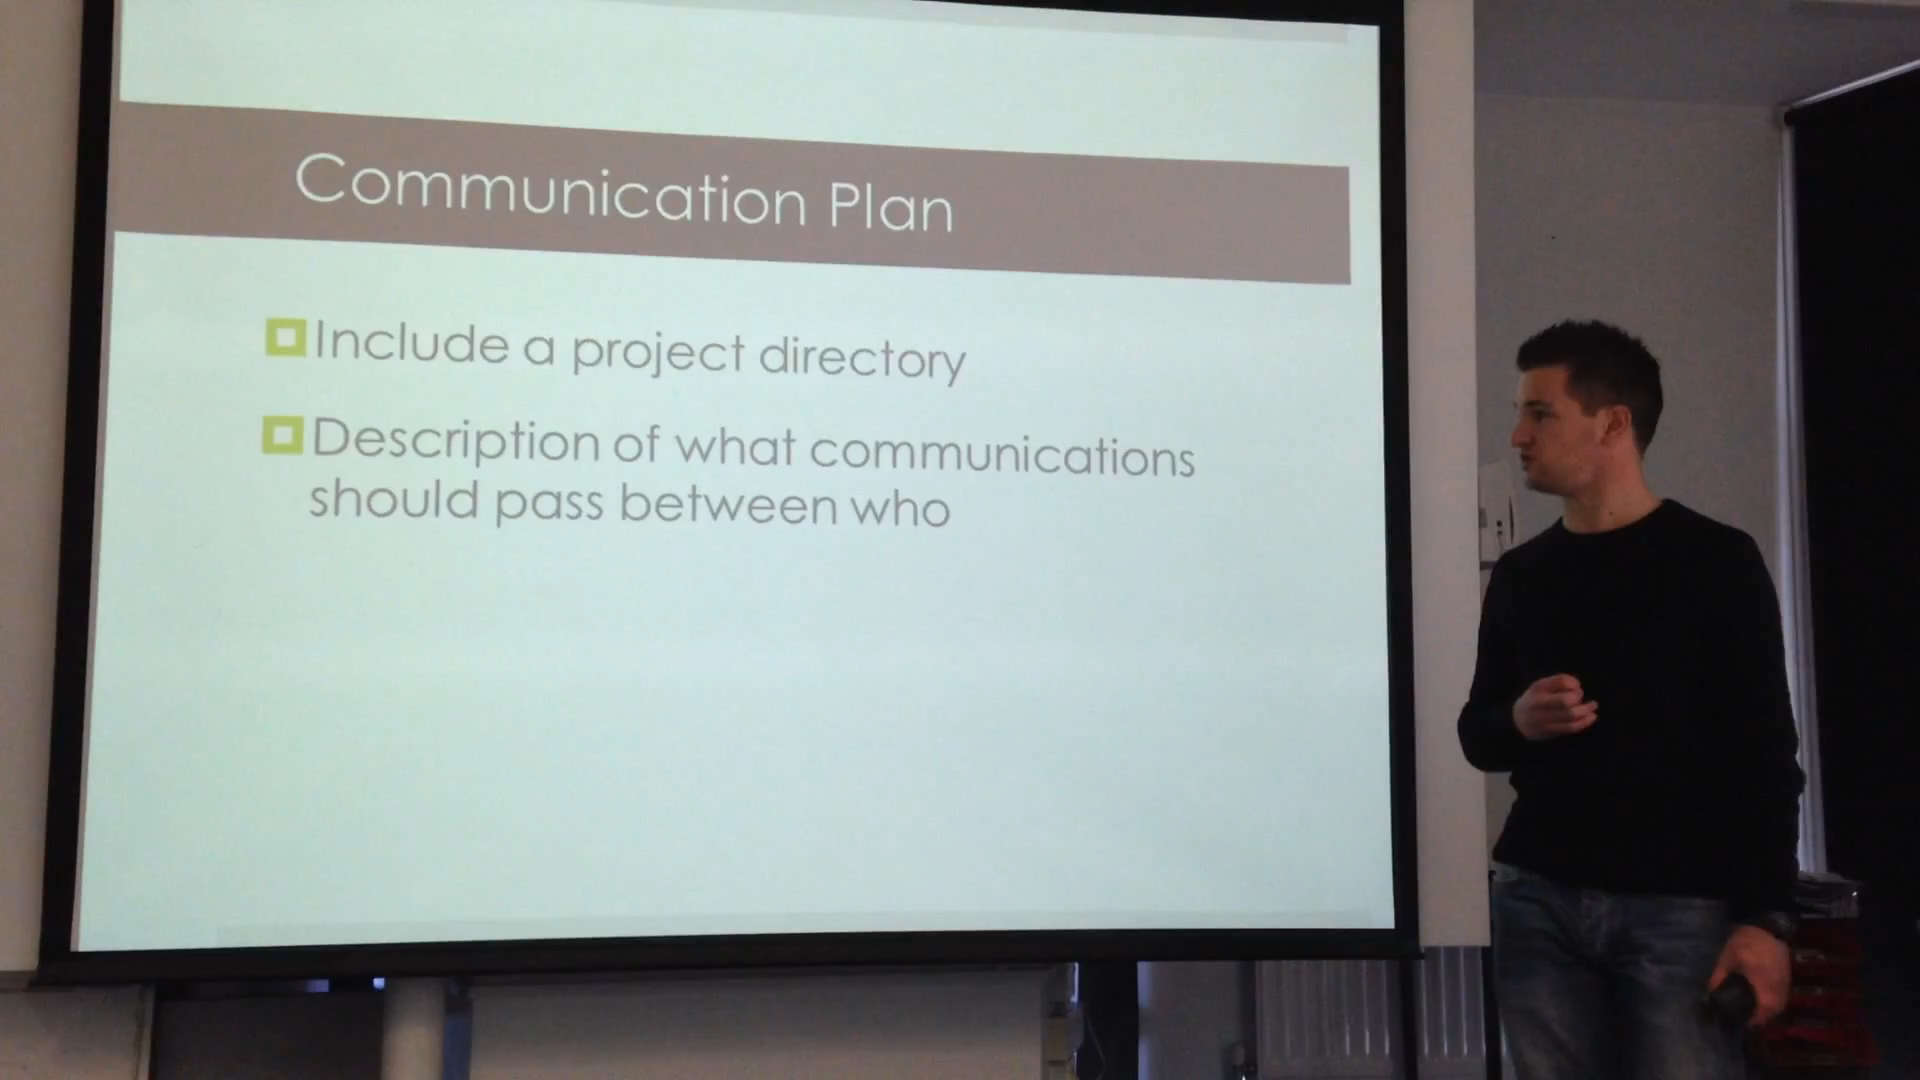 Communication Plan
Include a project directory
Description of what communications
should pass between who